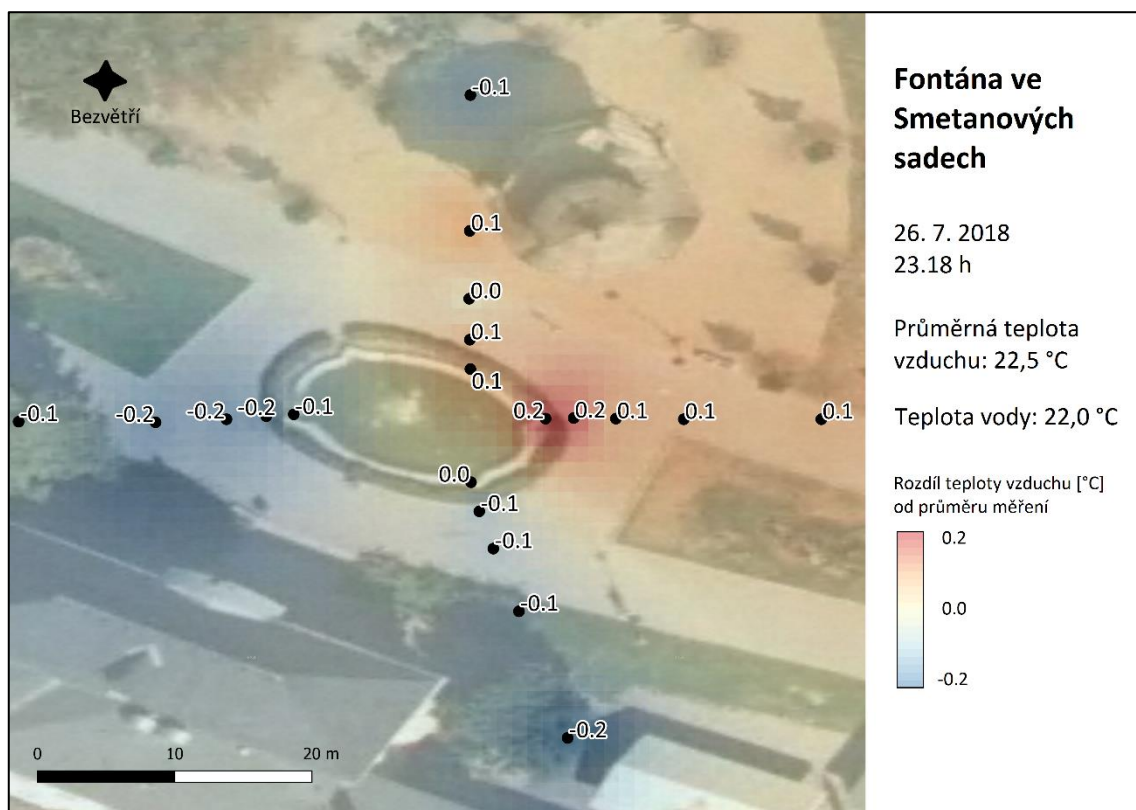 Bezvětří
-0.1
0.1
0.0
0.1
0.1
-0.1
-0.2
-0.2
-0.2
-0.1
0.2
0.2
0.1
0.1
0.1
0.0
-0.1
-0.1
-0.1
-0.2
0 10 20 m
Fontána ve
Smetanových
sadech
26. 7. 2018
23.18 h
Průměrná teplota
vzduchu: 22,5 °C
Teplota vody: 22,0 °C
Rozdíl teploty vzduchu [°C]
od průměru měření
0.2
0.0
-0.2